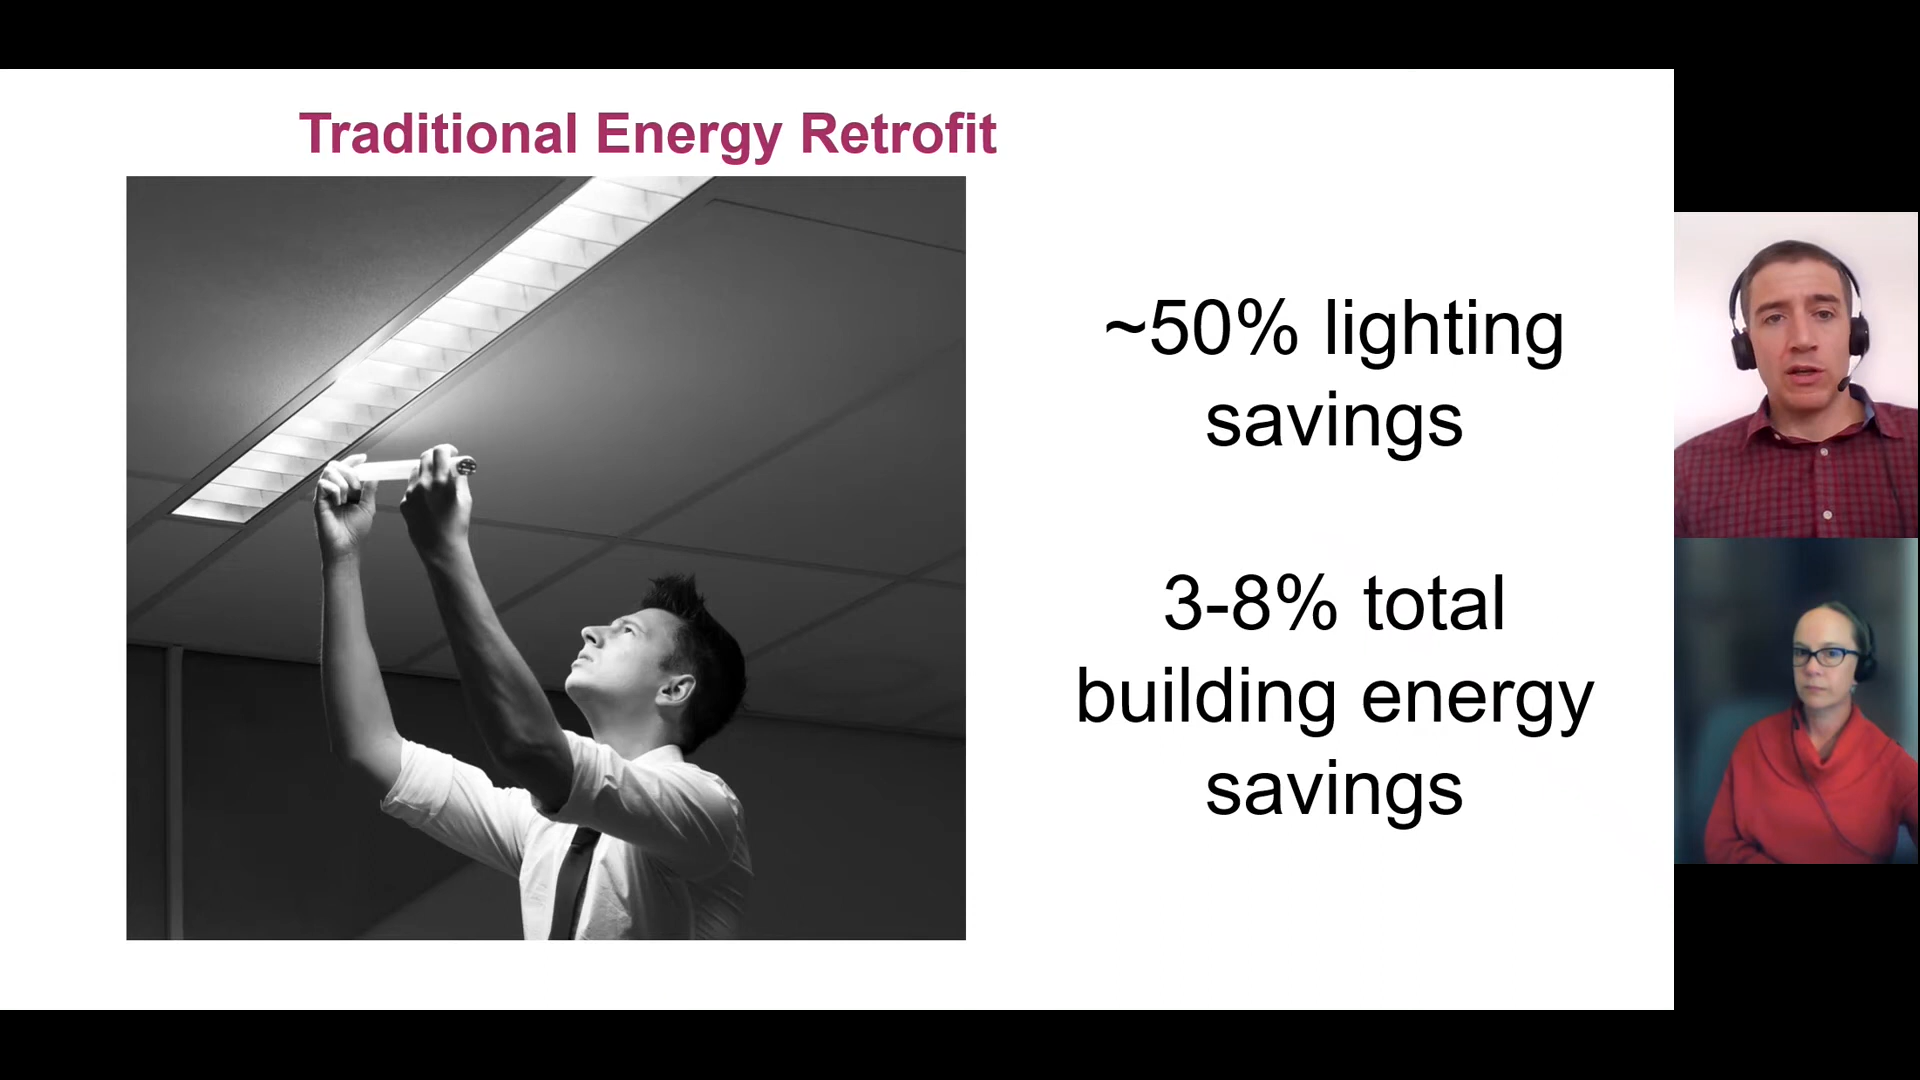 Traditional Energy Retrofit
~50% lighting
savings
3-8% total
building energy
savings